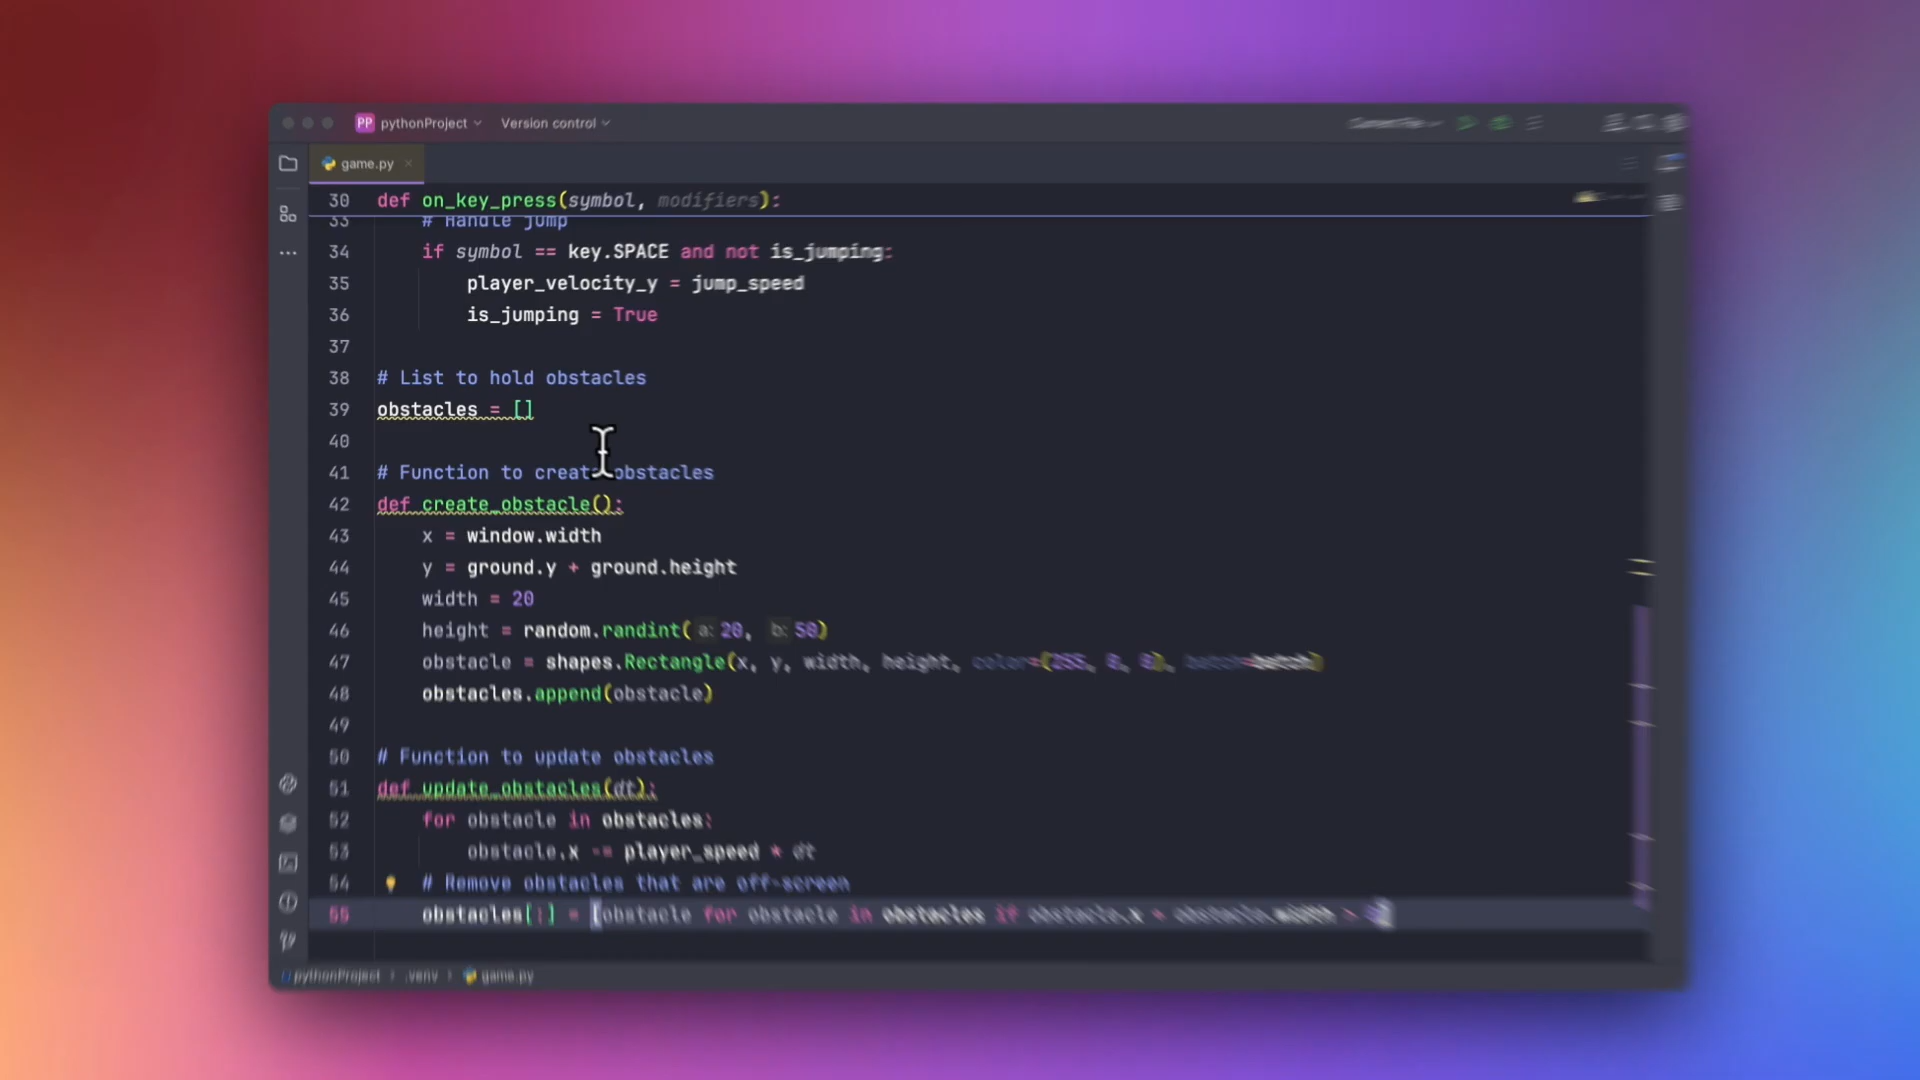 PP pythonProject Version control Current File
game.py
30 def on_key_press(symbol, modifiers):
33 # Handle jump
34 if symbol == key.SPACE and not is_jumping:
35 player_velocity_y = jump_speed
36 is_jumping = True
37
38 # List to hold obstacles
39 obstacles = []
40
41 # Function to create obstacles
42 def create_obstacle():
43 x = window.width
44 y = ground.y + ground.height
45 width = 20
46 height = random.randint( a: 20, b: 50)
47 obstacle = shapes.Rectangle(x, y, width, height, color=(255, 0, 0), batch=batch)
48 obstacles.append(obstacle)
49
50 # Function to update obstacles
51 def update_obstacles(dt):
52 for obstacle in obstacles:
53 obstacle.x -= player_speed * dt
54 # Remove obstacles that are off-screen
55 obstacles[:] = [obstacle for obstacle in obstacles if obstacle.x + obstacle.width > 0]
pythonProject > .venv > game.py